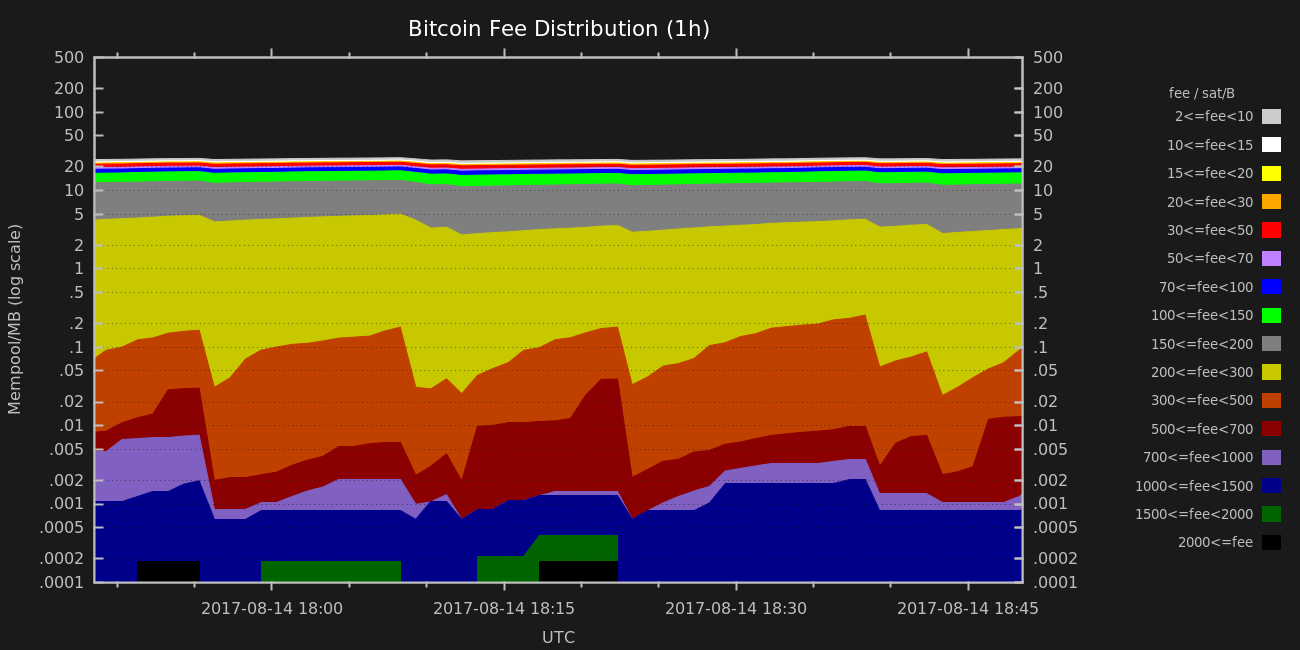 Bitcoin Fee Distribution (1h)
Mempool/MB (log scale)
500
200
100
50
20
10
5
2
1
.5
.2
.1
.05
.02
.01
.005
.002
.001
.0005
.0002
.0001
500
200
100
50
20
10
5
2
1
.5
.2
.1
.05
.02
.01
.005
.002
.001
.0005
.0002
.0001
2017-08-14 18:00
2017-08-14 18:15
2017-08-14 18:30
2017-08-14 18:45
UTC
fee / sat/B
2<=fee<10
10<=fee<15
15<=fee<20
20<=fee<30
30<=fee<50
50<=fee<70
70<=fee<100
100<=fee<150
150<=fee<200
200<=fee<300
300<=fee<500
500<=fee<700
700<=fee<1000
1000<=fee<1500
1500<=fee<2000
2000<=fee